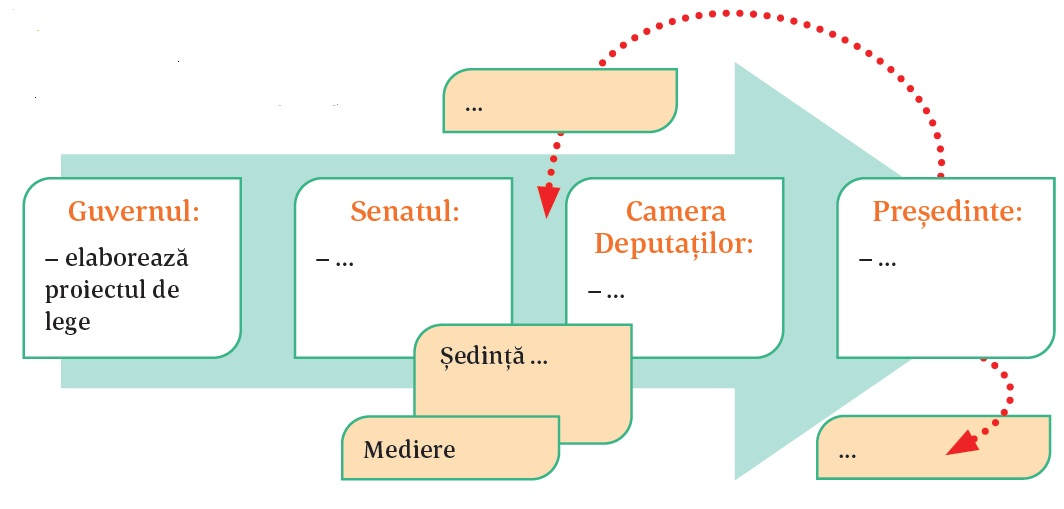 ...
Guvernul:
– elaborează
proiectul de
lege
Senatul:
– ...
Camera
Deputaților:
– ...
Președinte:
– ...
Ședință ...
Mediere
...